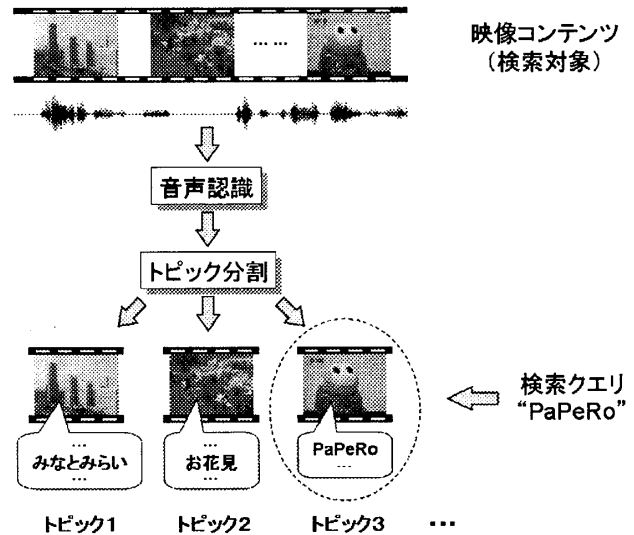 映像コンテンツ
（検索対象）
……
音声認識
トピック分割
検索クエリ
“PaPeRo”
…
みなとみらい
…
…
お花見
…
PaPeRo
…
トピック1
トピック2
トピック3
…